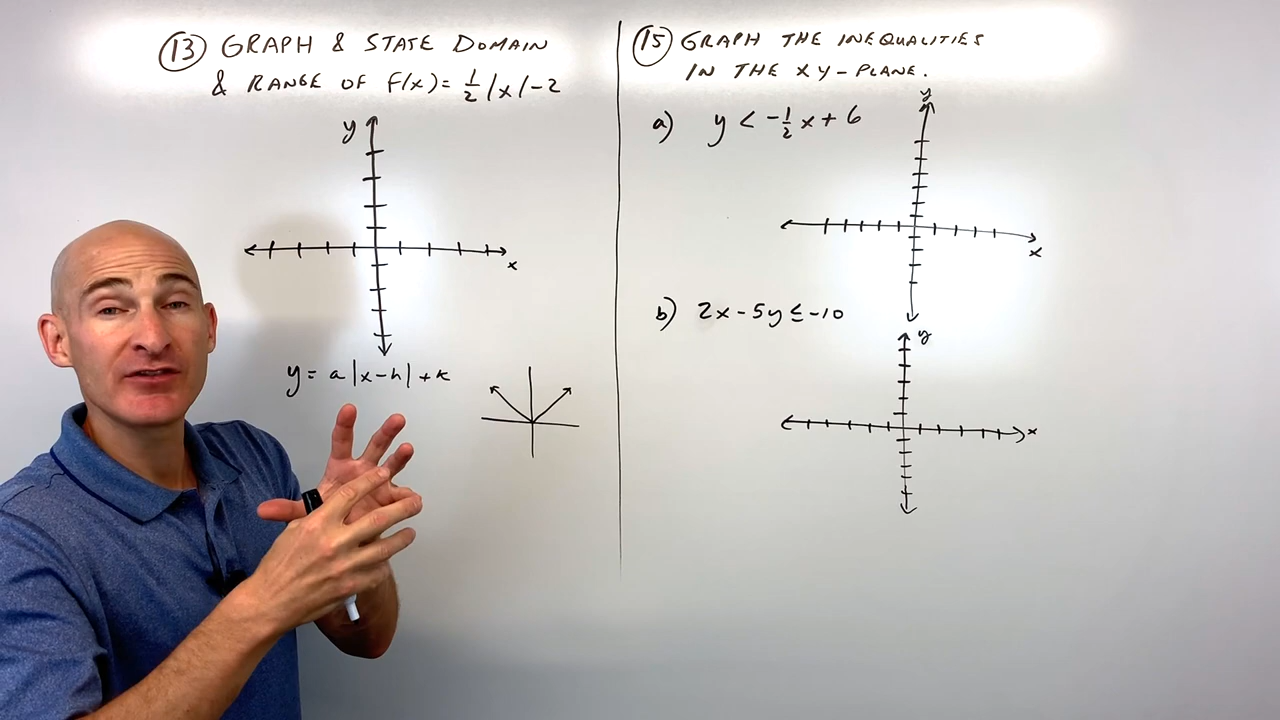 13 GRAPH & STATE DOMAIN
& RANGE OF f(x) = 1/2 |x| - 2
y
x
y = a |x-h| + k
15 GRAPH THE INEQUALITIES
IN THE XY-PLANE.
a) y < -1/2 x + 6
y
x
b) 2x - 5y ≤ -10
y
x